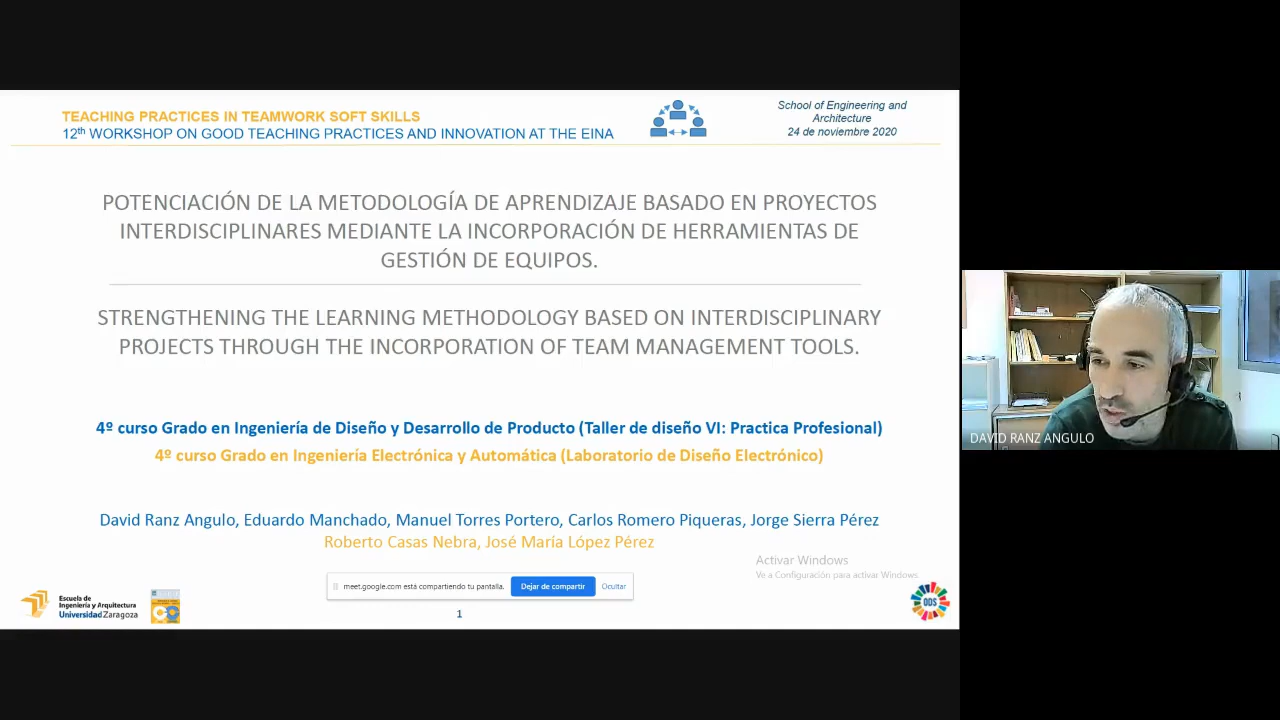 TEACHING PRACTICES IN TEAMWORK SOFT SKILLS
12th WORKSHOP ON GOOD TEACHING PRACTICES AND INNOVATION AT THE EINA
School of Engineering and
Architecture
24 de noviembre 2020
POTENCIACIÓN DE LA METODOLOGÍA DE APRENDIZAJE BASADO EN PROYECTOS
INTERDISCIPLINARES MEDIANTE LA INCORPORACIÓN DE HERRAMIENTAS DE
GESTIÓN DE EQUIPOS.
STRENGTHENING THE LEARNING METHODOLOGY BASED ON INTERDISCIPLINARY
PROJECTS THROUGH THE INCORPORATION OF TEAM MANAGEMENT TOOLS.
4º curso Grado en Ingeniería de Diseño y Desarrollo de Producto (Taller de diseño VI: Practica Profesional)
4º curso Grado en Ingeniería Electrónica y Automática (Laboratorio de Diseño Electrónico)
David Ranz Angulo, Eduardo Manchado, Manuel Torres Portero, Carlos Romero Piqueras, Jorge Sierra Pérez
Roberto Casas Nebra, José María López Pérez
Activar Windows
Ve a Configuración para activar Windows.
meet.google.com está compartiendo tu pantalla.
Dejar de compartir
Ocultar
Escuela de
Ingeniería y Arquitectura
Universidad Zaragoza
1
ODS
DAVID RANZ ANGULO